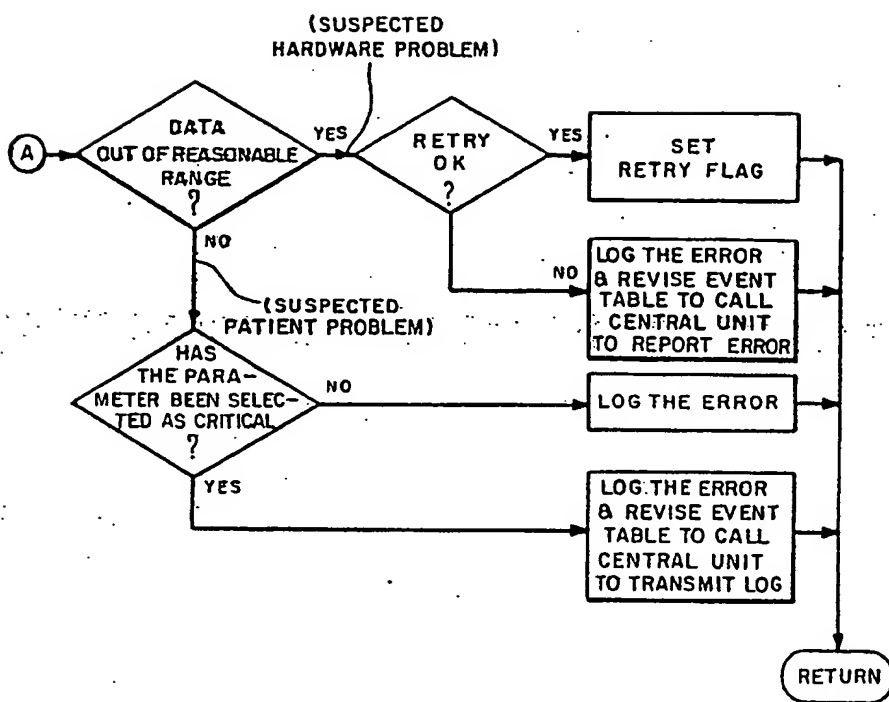 (SUSPECTED
HARDWARE PROBLEM)
A
DATA
OUT OF REASONABLE
RANGE
?
YES
RETRY
OK
?
YES
SET
RETRY FLAG
NO
NO
LOG THE ERROR
& REVISE EVENT
TABLE TO CALL
CENTRAL UNIT
TO REPORT ERROR
(SUSPECTED
PATIENT PROBLEM)
HAS
THE PARA-
METER BEEN SELEC-
TED AS CRITICAL
?
NO
LOG THE ERROR
YES
LOG THE ERROR
& REVISE EVENT
TABLE TO CALL
CENTRAL UNIT
TO TRANSMIT LOG
RETURN